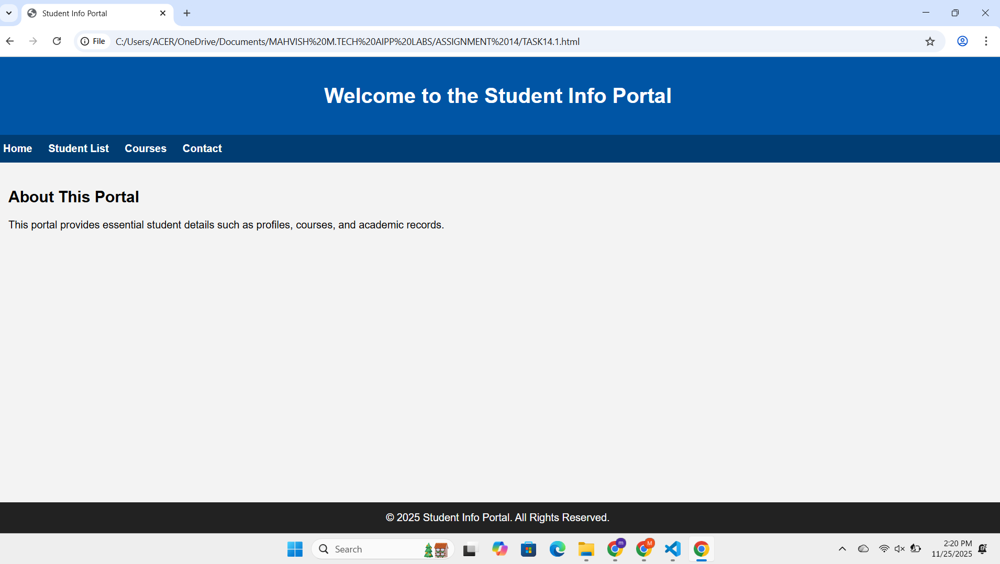 Student Info Portal
File C:/Users/ACER/OneDrive/Documents/MAHVISH%20M.TECH%20AIPP%20LABS/ASSIGNMENT%2014/TASK14.1.html
Welcome to the Student Info Portal
Home Student List Courses Contact
About This Portal
This portal provides essential student details such as profiles, courses, and academic records.
© 2025 Student Info Portal. All Rights Reserved.
Search
m
M
2:20 PM
11/25/2025